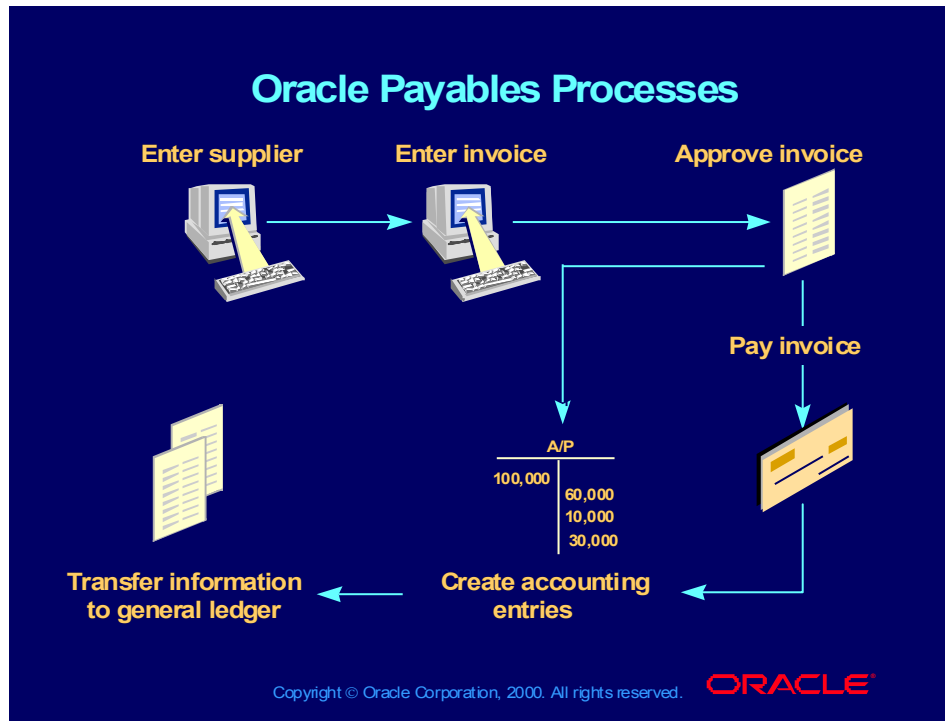 Oracle Payables Processes
Enter supplier
Enter invoice
Approve invoice
Pay invoice
A/P
100,000
60,000
10,000
30,000
Create accounting
entries
Transfer information
to general ledger
Copyright © Oracle Corporation, 2000. All rights reserved.
ORACLE®